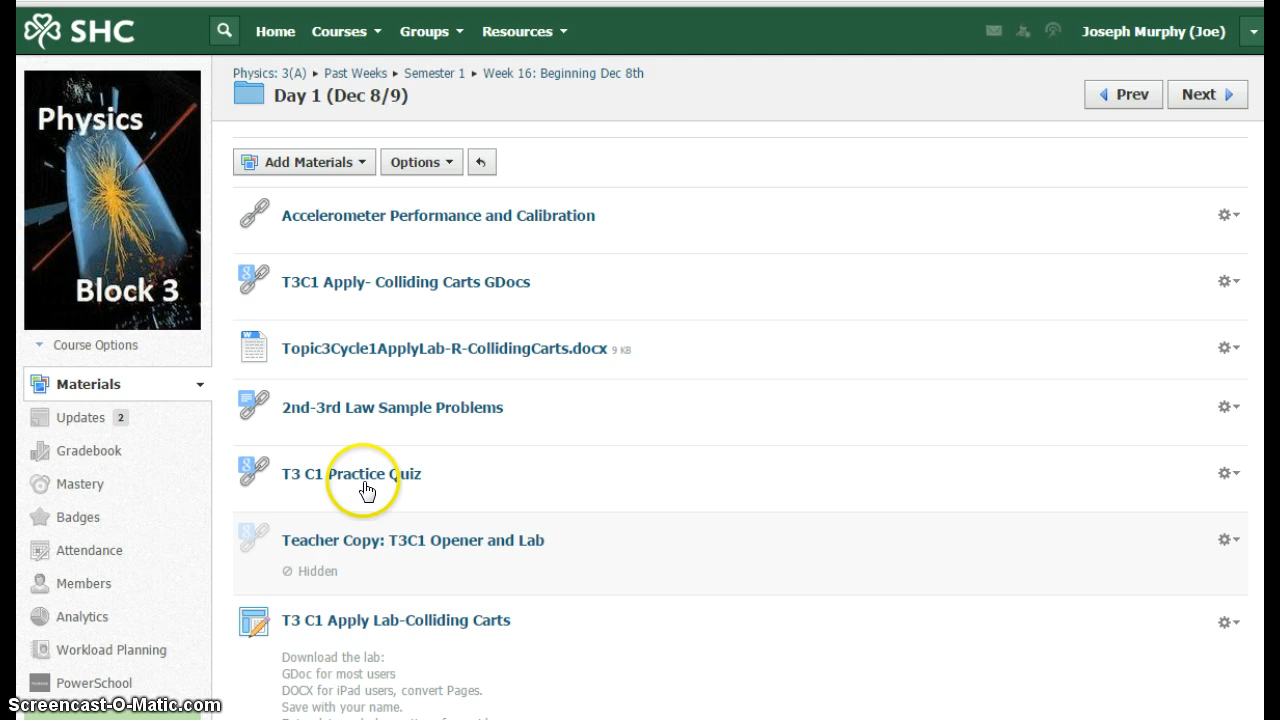 SHC
Home
Courses
Groups
Resources
Joseph Murphy (Joe)
Physics
Block 3
Course Options
Materials
Updates 2
Gradebook
Mastery
Badges
Attendance
Members
Analytics
Workload Planning
PowerSchool
Physics: 3(A) ▸ Past Weeks ▸ Semester 1 ▸ Week 16: Beginning Dec 8th
Day 1 (Dec 8/9)
Prev
Next
Add Materials
Options
Accelerometer Performance and Calibration
T3C1 Apply- Colliding Carts GDocs
Topic3Cycle1ApplyLab-R-CollidingCarts.docx 9 KB
2nd-3rd Law Sample Problems
T3 C1 Practice Quiz
Teacher Copy: T3C1 Opener and Lab
Hidden
T3 C1 Apply Lab-Colliding Carts
Download the lab:
GDoc for most users
DOCX for iPad users, convert Pages.
Save with your name.
Screencast-O-Matic.com